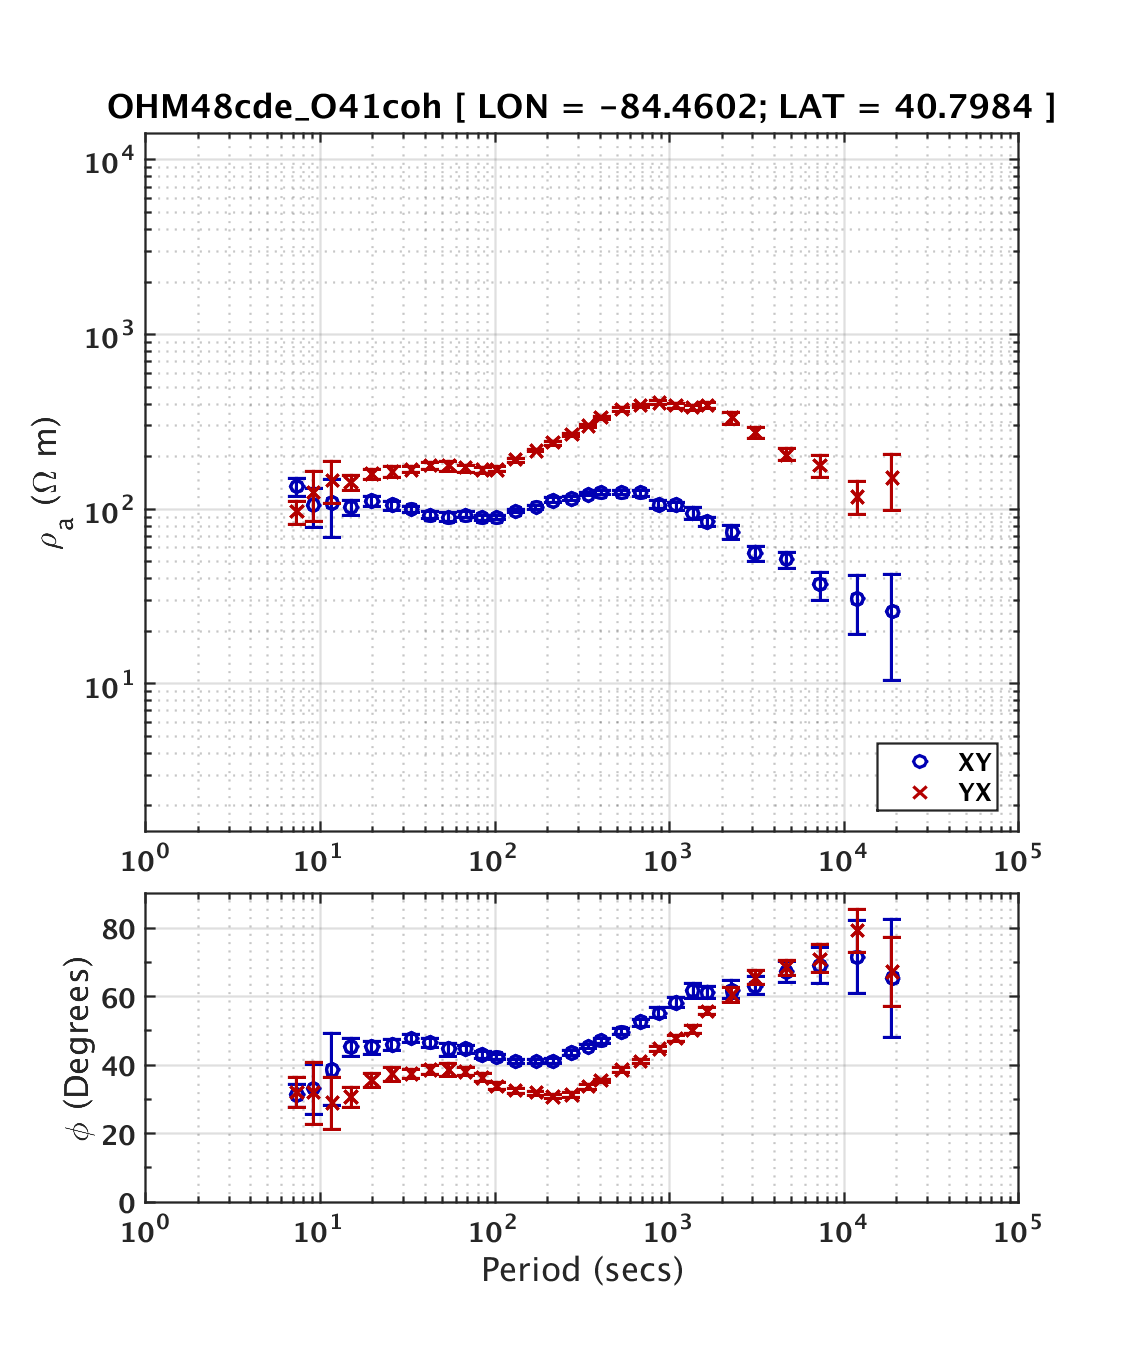 OHM48cde_O41coh [ LON = -84.4602; LAT = 40.7984 ]
10^4
10^3
10^2
10^1
ρ_a (Ω m)
XY
YX
10^0 10^1 10^2 10^3 10^4 10^5
80
60
40
20
0
φ (Degrees)
10^0 10^1 10^2 10^3 10^4 10^5
Period (secs)